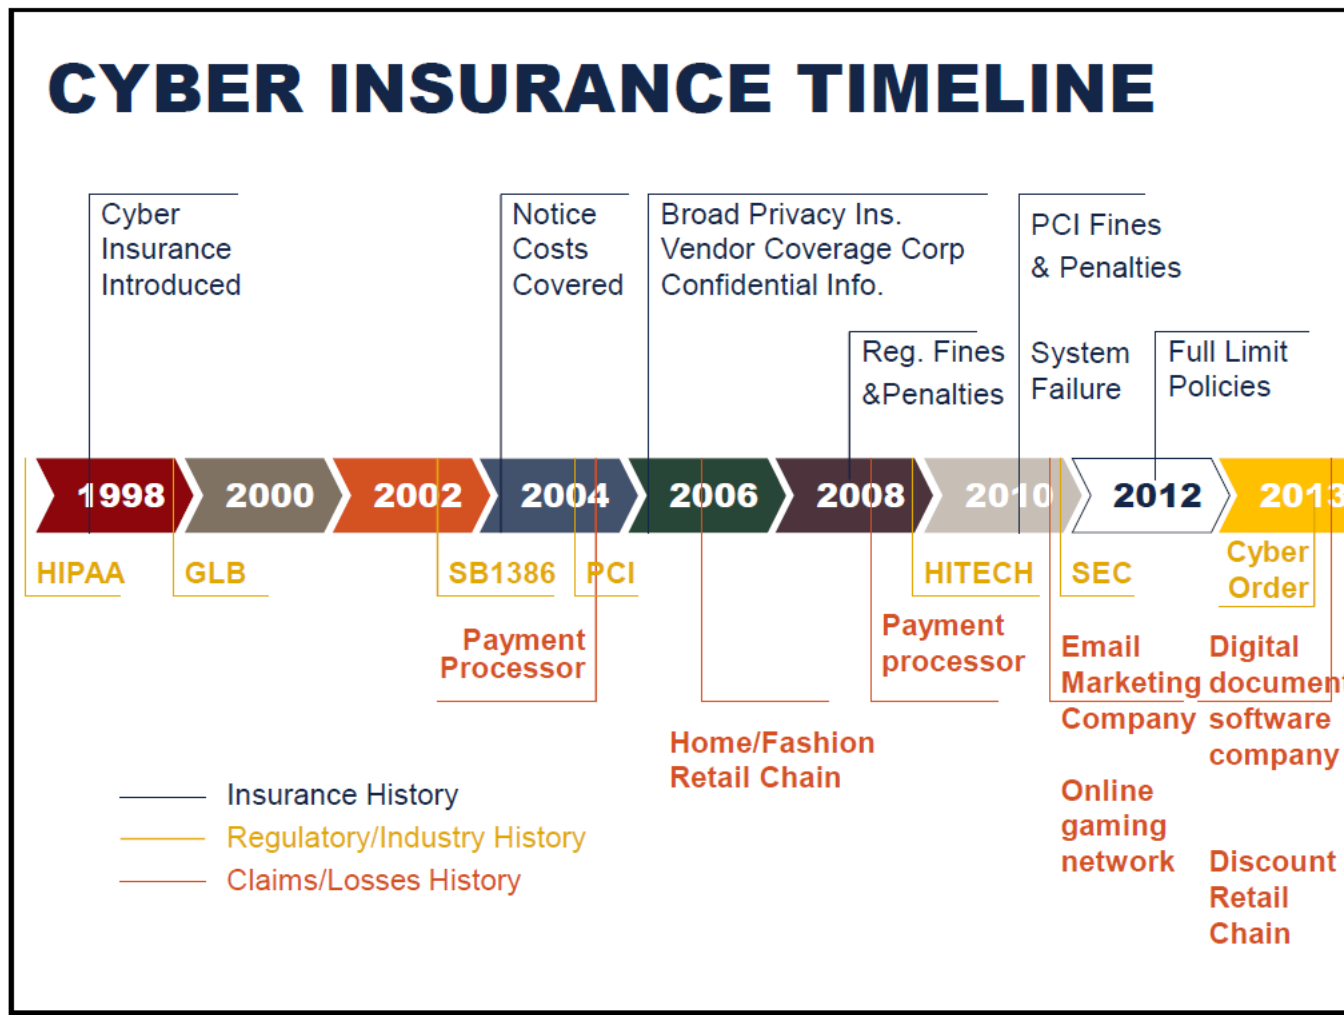 CYBER INSURANCE TIMELINE
Cyber
Insurance
Introduced
Notice
Costs
Covered
Broad Privacy Ins.
Vendor Coverage Corp
Confidential Info.
Reg. Fines
&Penalties
PCI Fines
& Penalties
System
Failure
Full Limit
Policies
1998
2000
2002
2004
2006
2008
2010
2012
2013
HIPAA
GLB
SB1386
PCI
HITECH
SEC
Cyber
Order
Payment
Processor
Home/Fashion
Retail Chain
Payment
processor
Email
Marketing
Company
Online
gaming
network
Digital
document
software
company
Discount
Retail
Chain
Insurance History
Regulatory/Industry History
Claims/Losses History